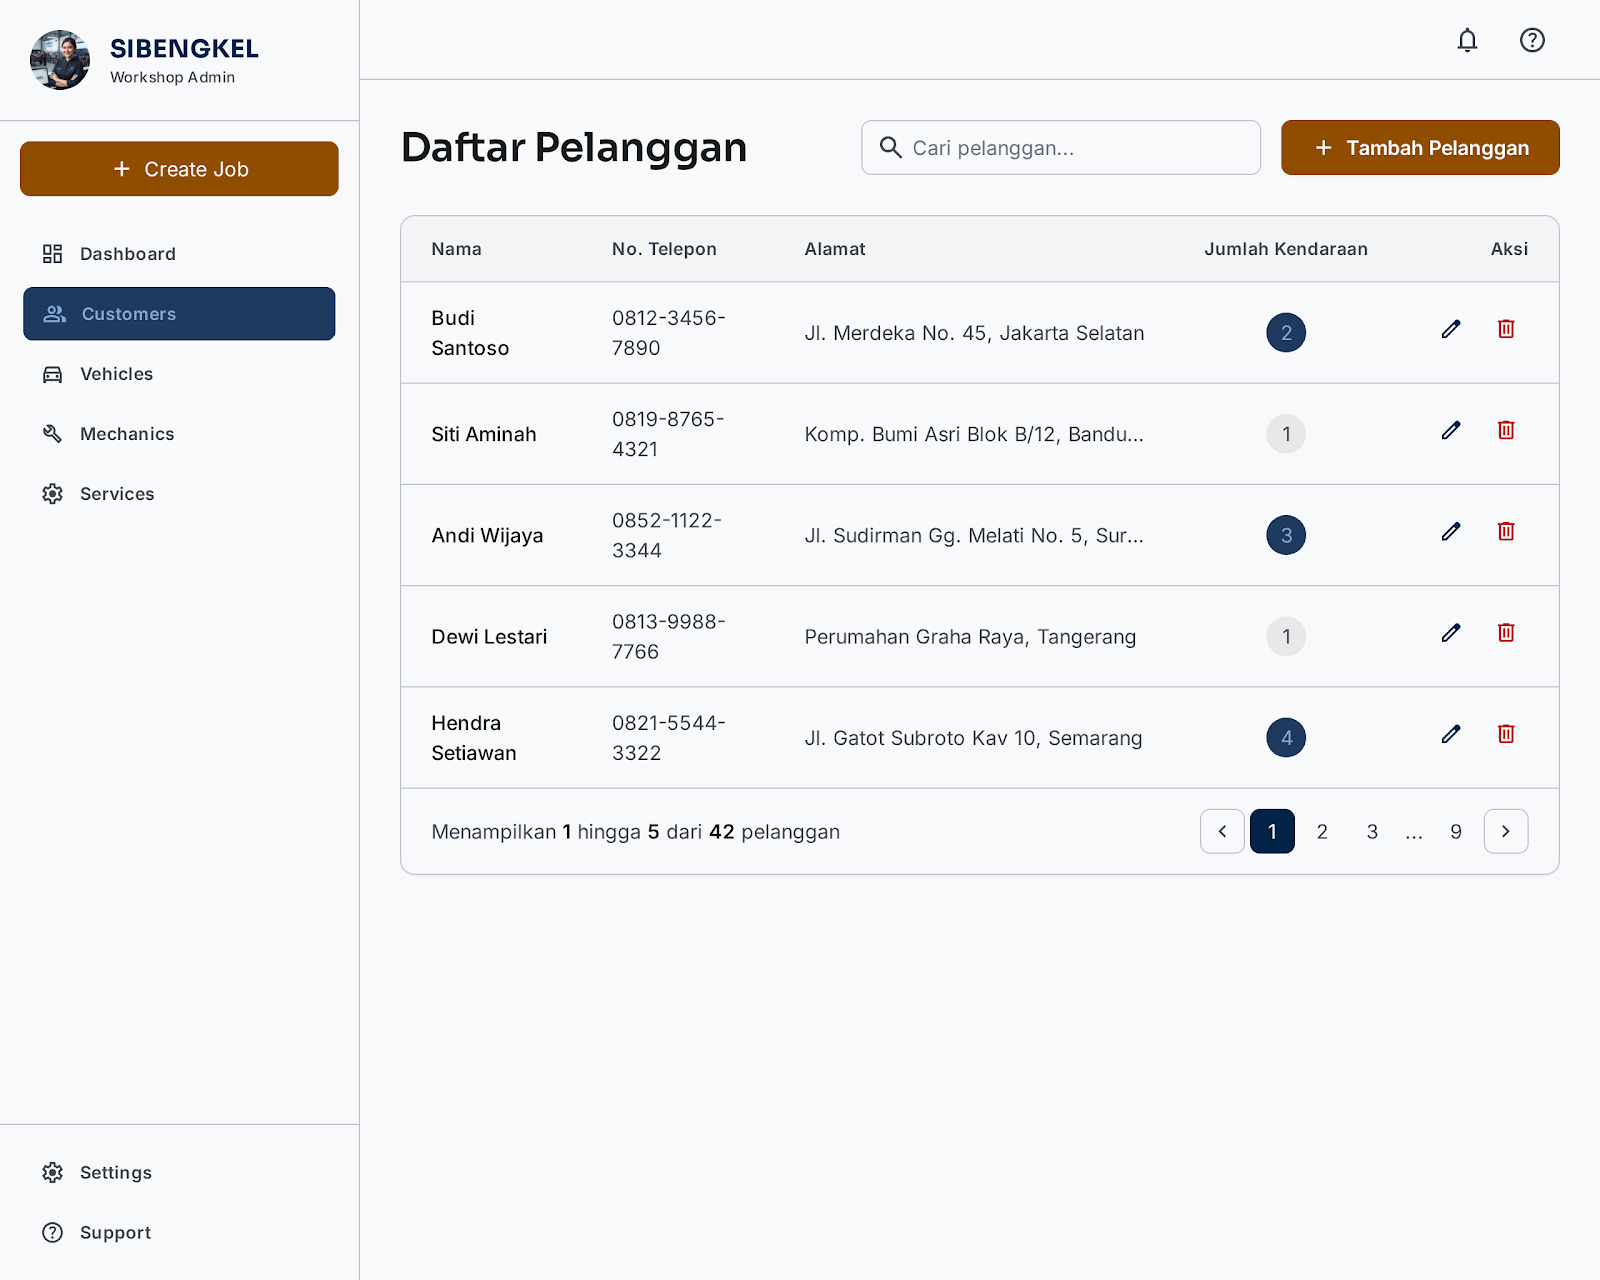 SIBENGKEL
Workshop Admin
+ Create Job
Dashboard
Customers
Vehicles
Mechanics
Services
Settings
Support
Daftar Pelanggan
Cari pelanggan...
+ Tambah Pelanggan
Nama No. Telepon Alamat Jumlah Kendaraan Aksi
Budi
Santoso
0812-3456-
7890
Jl. Merdeka No. 45, Jakarta Selatan
2
Siti Aminah
0819-8765-
4321
Komp. Bumi Asri Blok B/12, Bandu...
1
Andi Wijaya
0852-1122-
3344
Jl. Sudirman Gg. Melati No. 5, Sur...
3
Dewi Lestari
0813-9988-
7766
Perumahan Graha Raya, Tangerang
1
Hendra
Setiawan
0821-5544-
3322
Jl. Gatot Subroto Kav 10, Semarang
4
Menampilkan 1 hingga 5 dari 42 pelanggan
1 2 3 ... 9